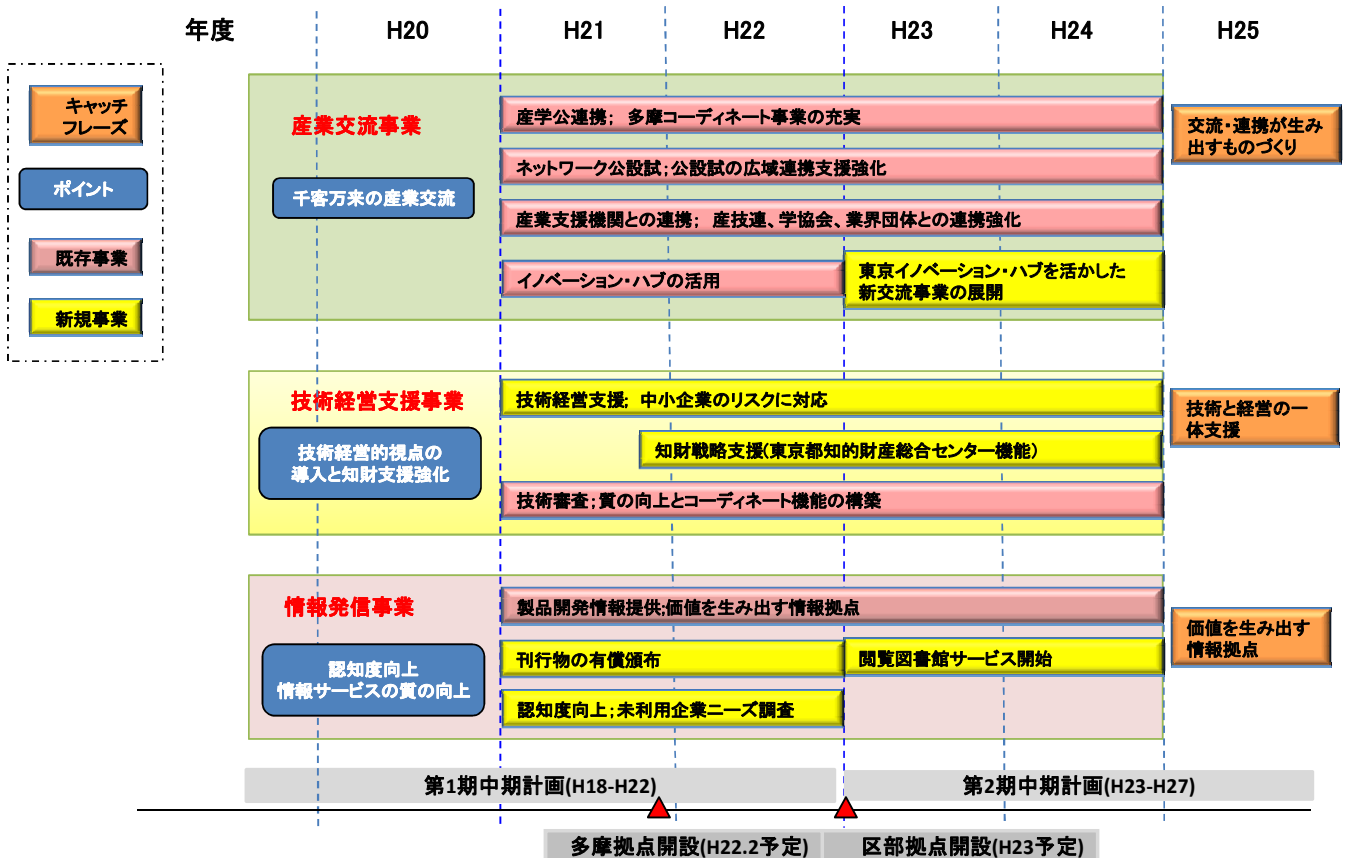 年度 H20 H21 H22 H23 H24 H25
キャッチ
フレーズ
ポイント
既存事業
新規事業
産業交流事業
千客万来の産業交流
産学公連携； 多摩コーディネート事業の充実
ネットワーク公設試；公設試の広域連携支援強化
産業支援機関との連携； 産技連、学協会、業界団体との連携強化
イノベーション・ハブの活用
東京イノベーション・ハブを活かした
新交流事業の展開
交流・連携が生み
出すものづくり
技術経営支援事業
技術経営的視点の
導入と知財支援強化
技術経営支援； 中小企業のリスクに対応
知財戦略支援(東京都知的財産総合センター機能)
技術審査；質の向上とコーディネート機能の構築
技術と経営の一
体支援
情報発信事業
認知度向上
情報サービスの質の向上
製品開発情報提供;価値を生み出す情報拠点
刊行物の有償頒布
閲覧図書館サービス開始
認知度向上；未利用企業ニーズ調査
価値を生み出す
情報拠点
第1期中期計画(H18-H22)
第2期中期計画(H23-H27)
多摩拠点開設(H22.2予定)
区部拠点開設(H23予定)